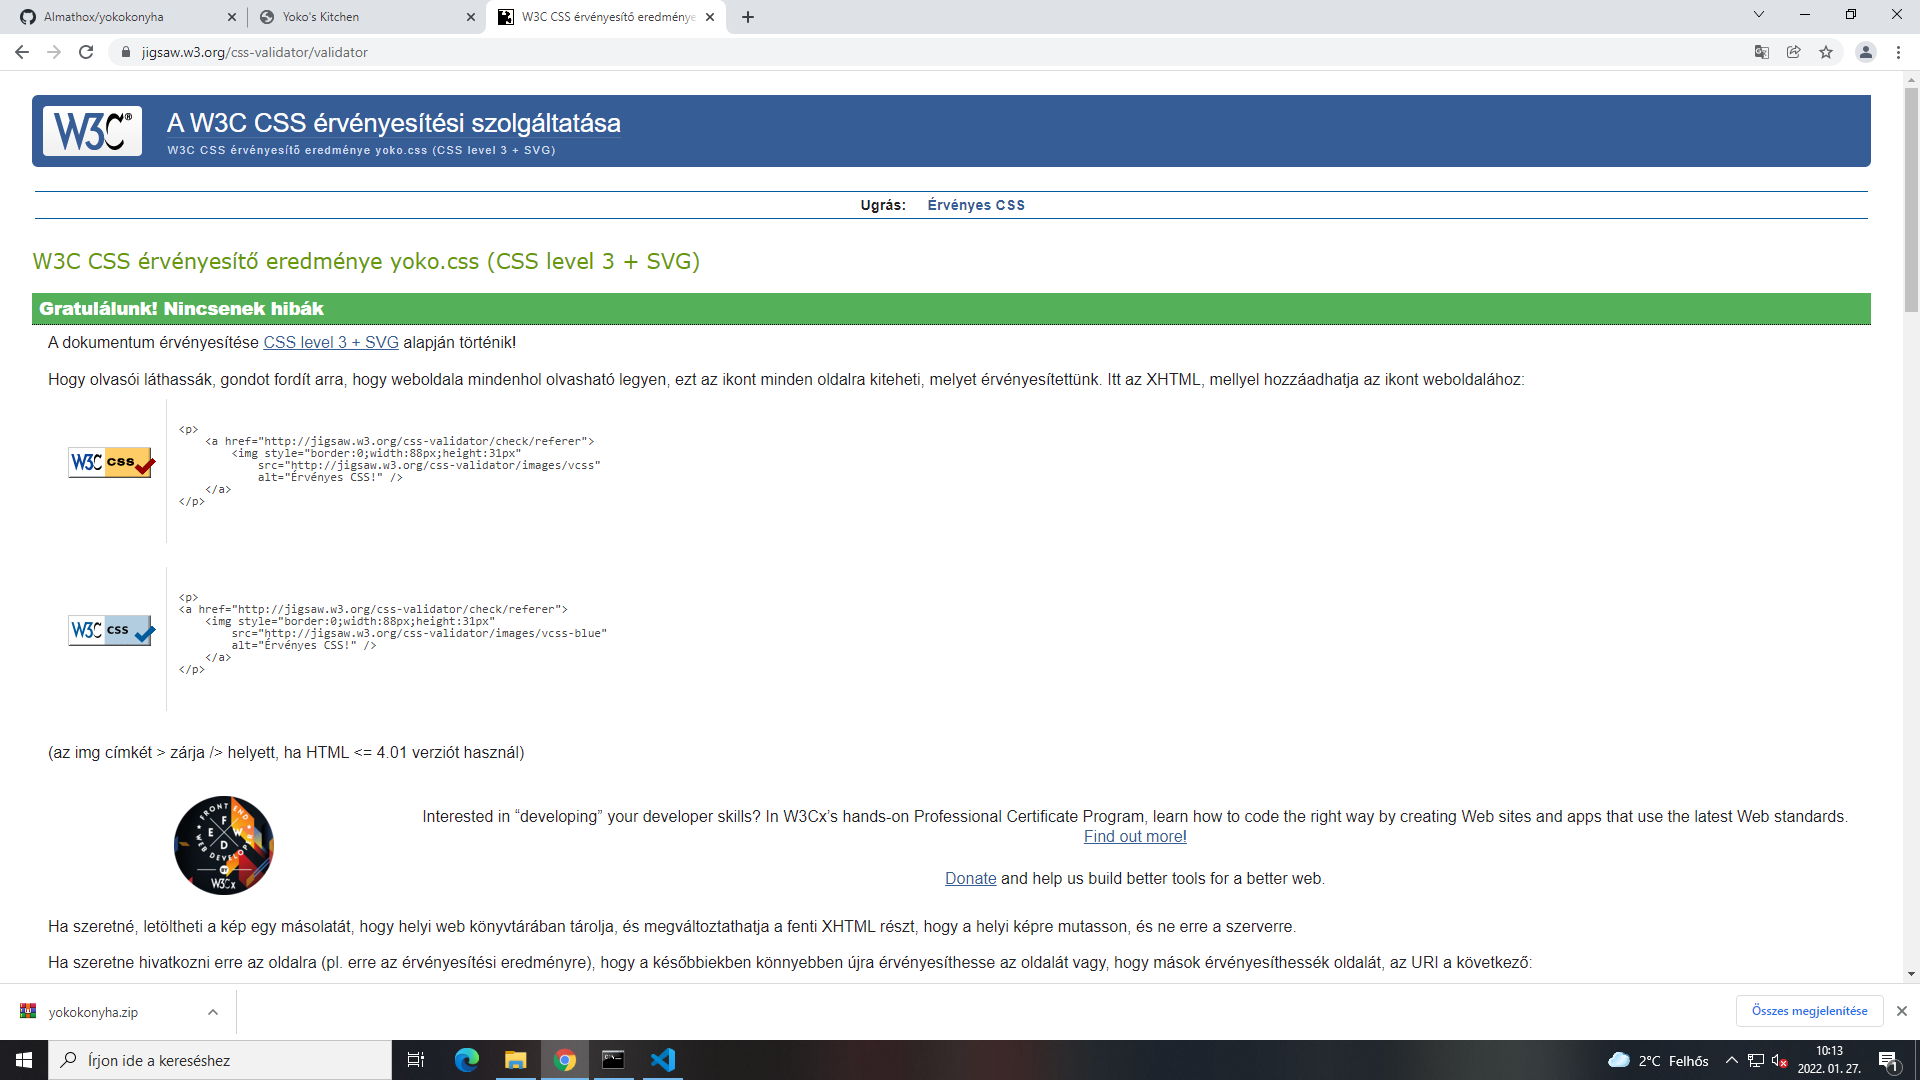 Almathox/yokokonyha
Yoko's Kitchen
W3C CSS érvényesítő eredménye
jigsaw.w3.org/css-validator/validator
W3C®
A W3C CSS érvényesítési szolgáltatása
W3C CSS érvényesítő eredménye yoko.css (CSS level 3 + SVG)
Ugrás: Érvényes CSS
W3C CSS érvényesítő eredménye yoko.css (CSS level 3 + SVG)
Gratulálunk! Nincsenek hibák
A dokumentum érvényesítése CSS level 3 + SVG alapján történik!
Hogy olvasói láthassák, gondot fordít arra, hogy weboldala mindenhol olvasható legyen, ezt az ikont minden oldalra kiteheti, melyet érvényesítettünk. Itt az XHTML, mellyel hozzáadhatja az ikont weboldalához:
W3C css
<p>
<a href="http://jigsaw.w3.org/css-validator/check/referer">
<img style="border:0;width:88px;height:31px"
src="http://jigsaw.w3.org/css-validator/images/vcss"
alt="Érvényes CSS!" />
</a>
</p>
W3C css
<p>
<a href="http://jigsaw.w3.org/css-validator/check/referer">
<img style="border:0;width:88px;height:31px"
src="http://jigsaw.w3.org/css-validator/images/vcss-blue"
alt="Érvényes CSS!" />
</a>
</p>
(az img címkét > zárja /> helyett, ha HTML <= 4.01 verziót használ)
FRONT END
F E W D
WEB DEVELOPER
W3Cx
Interested in “developing” your developer skills? In W3Cx’s hands-on Professional Certificate Program, learn how to code the right way by creating Web sites and apps that use the latest Web standards.
Find out more!
Donate and help us build better tools for a better web.
Ha szeretné, letöltheti a kép egy másolatát, hogy helyi web könyvtárában tárolja, és megváltoztathatja a fenti XHTML részt, hogy a helyi képre mutasson, és ne erre a szerverre.
Ha szeretne hivatkozni erre az oldalra (pl. erre az érvényesítési eredményre), hogy a későbbiekben könnyebben újra érvényesíthesse az oldalát vagy, hogy mások érvényesíthessék oldalát, az URI a következő:
yokokonyha.zip
Összes megjelenítése
Írjon ide a kereséshez
2°C Felhős
10:13
2022. 01. 27.
1